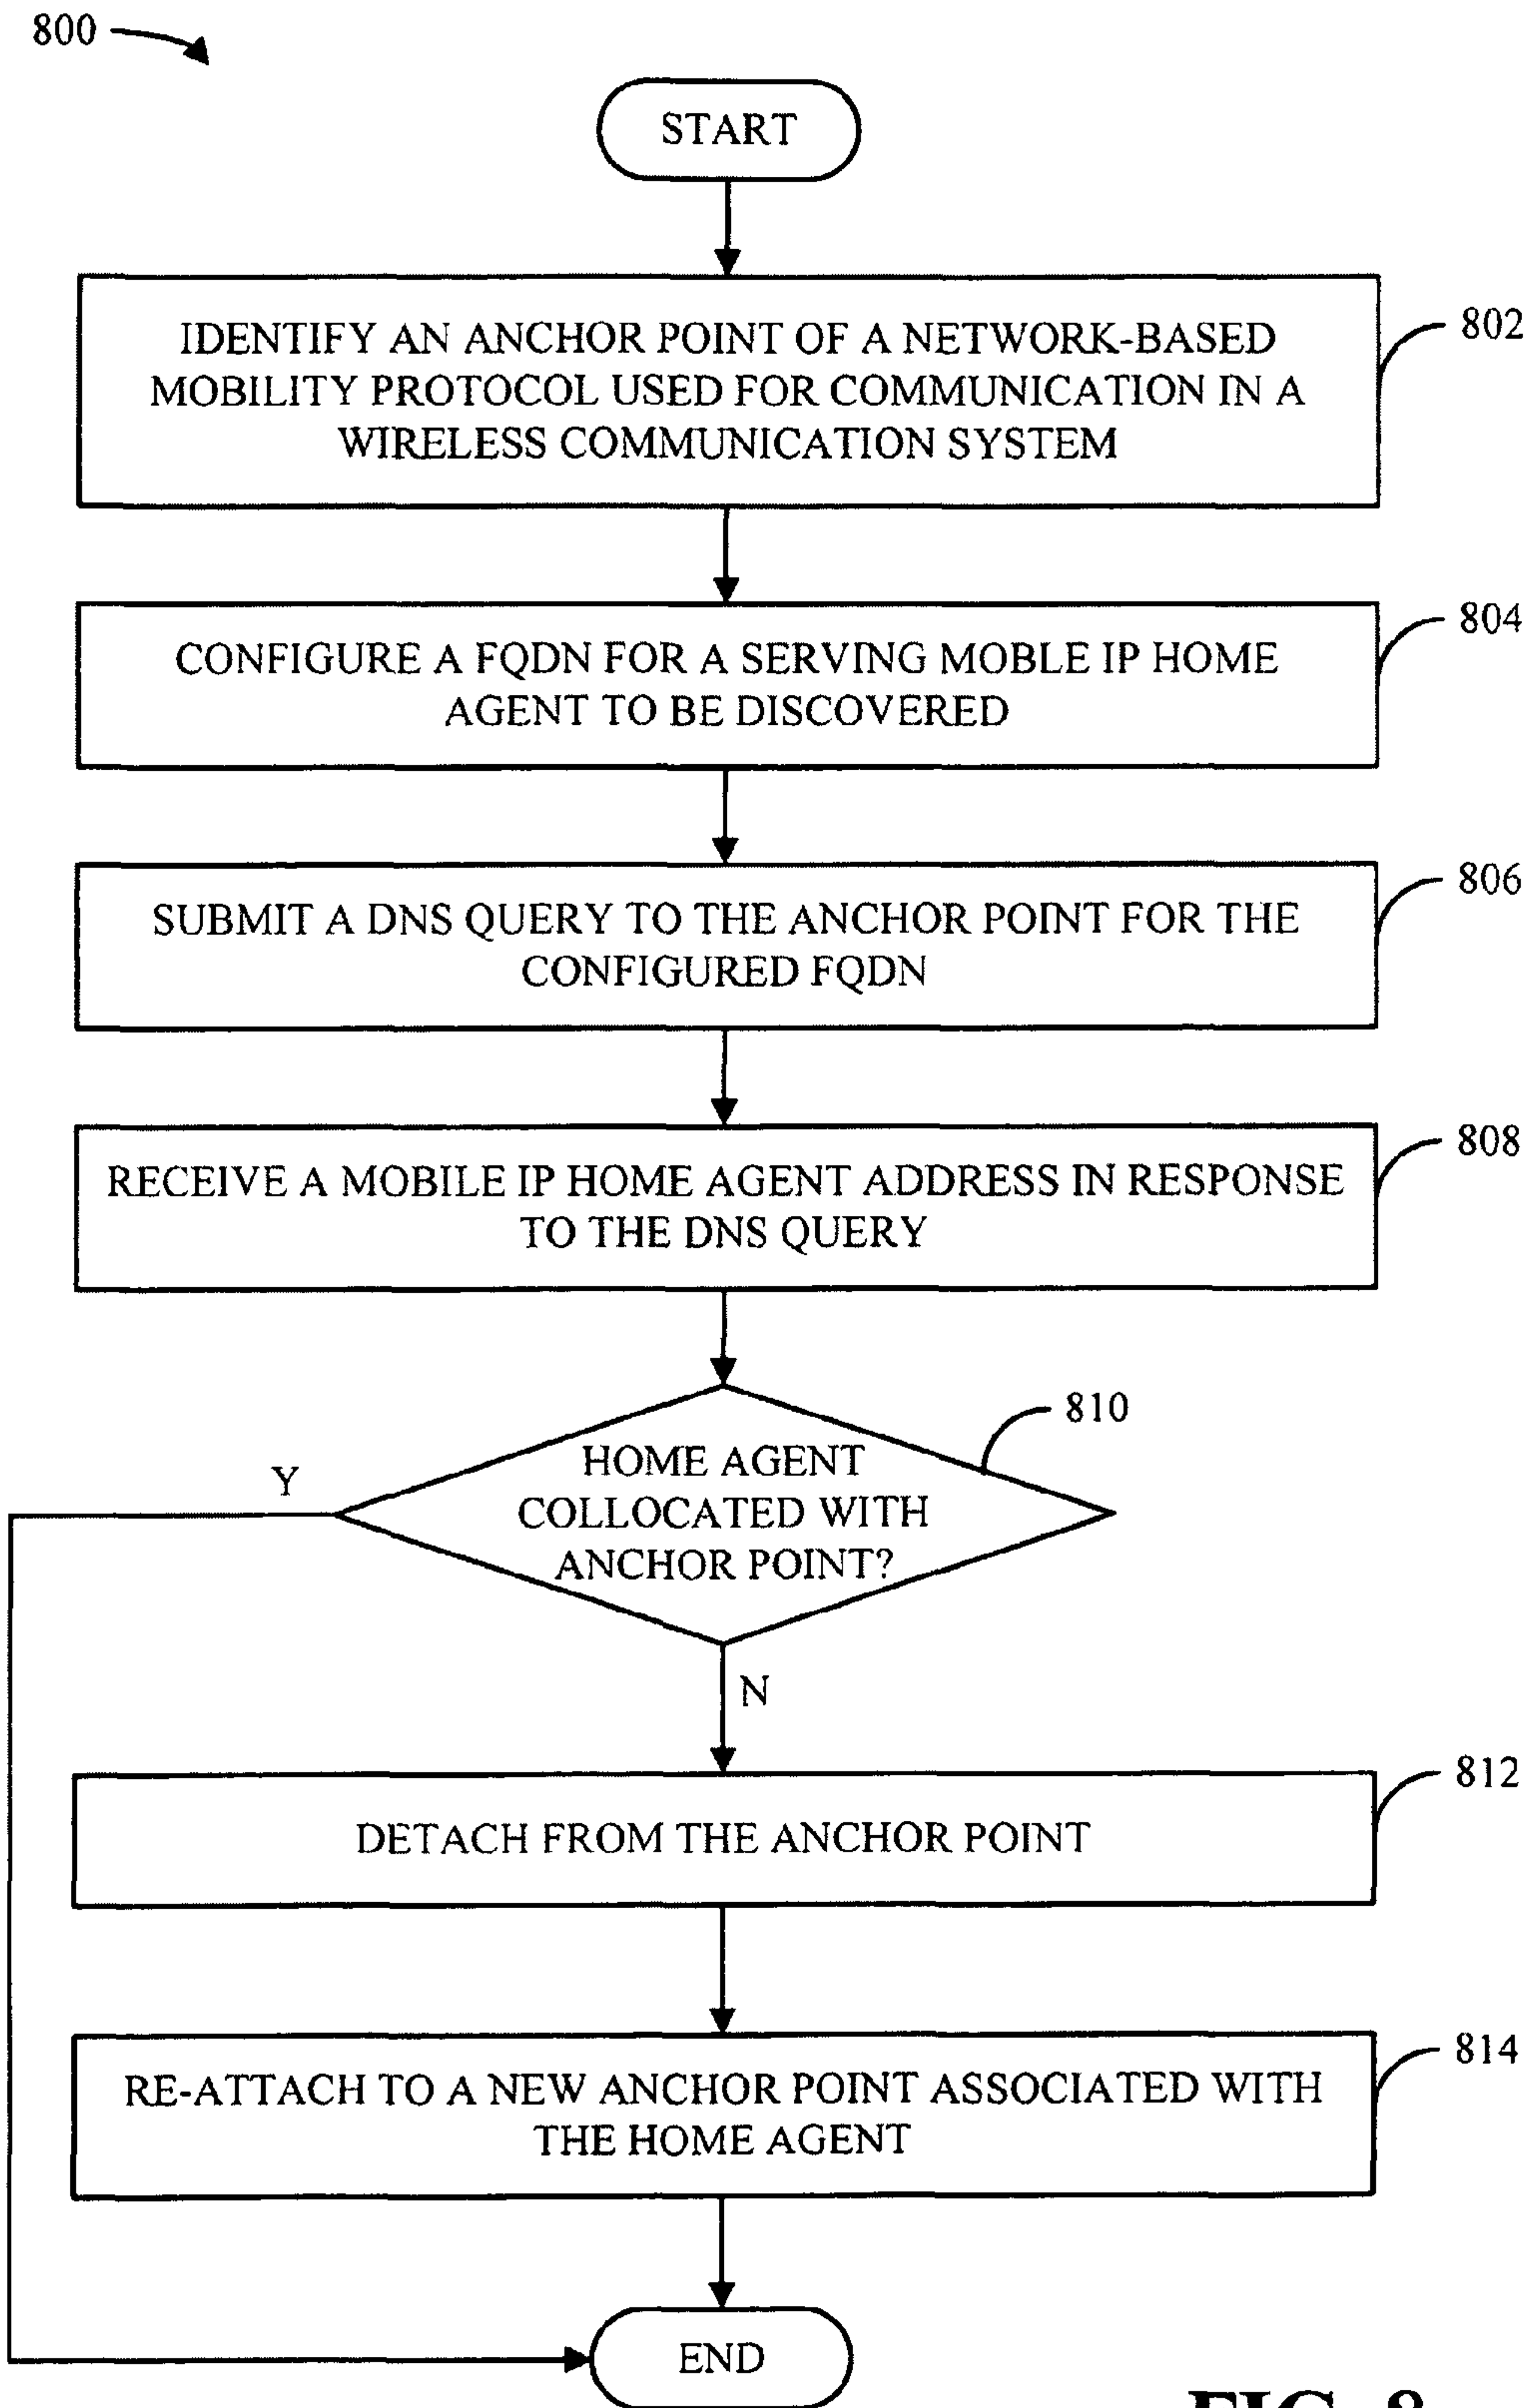 800
START
IDENTIFY AN ANCHOR POINT OF A NETWORK-BASED
MOBILITY PROTOCOL USED FOR COMMUNICATION IN A
WIRELESS COMMUNICATION SYSTEM
802
CONFIGURE A FQDN FOR A SERVING MOBLE IP HOME
AGENT TO BE DISCOVERED
804
SUBMIT A DNS QUERY TO THE ANCHOR POINT FOR THE
CONFIGURED FQDN
806
RECEIVE A MOBILE IP HOME AGENT ADDRESS IN RESPONSE
TO THE DNS QUERY
808
HOME AGENT
COLLOCATED WITH
ANCHOR POINT?
810
Y
N
DETACH FROM THE ANCHOR POINT
812
RE-ATTACH TO A NEW ANCHOR POINT ASSOCIATED WITH
THE HOME AGENT
814
END
FIG. 8